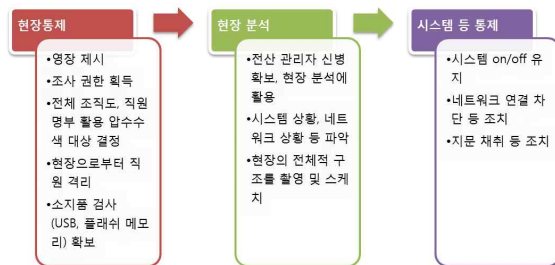 현장통제
•영장 제시
•조사 권한 획득
•전체 조직도, 직원
명부 활용 압수수
색 대상 결정
•현장으로부터 직
원 격리
•소지품 검사
(USB, 플래쉬 메모
리) 확보
현장 분석
•전산 관리자 신병
확보, 현장 분석에
활용
•시스템 상황, 네트
워크 상황 등 파악
•현장의 전체적 구
조를 촬영 및 스케
치
시스템 등 통제
•시스템 on/off 유
지
•네트워크 연결 차
단 등 조치
•지문 채취 등 조치